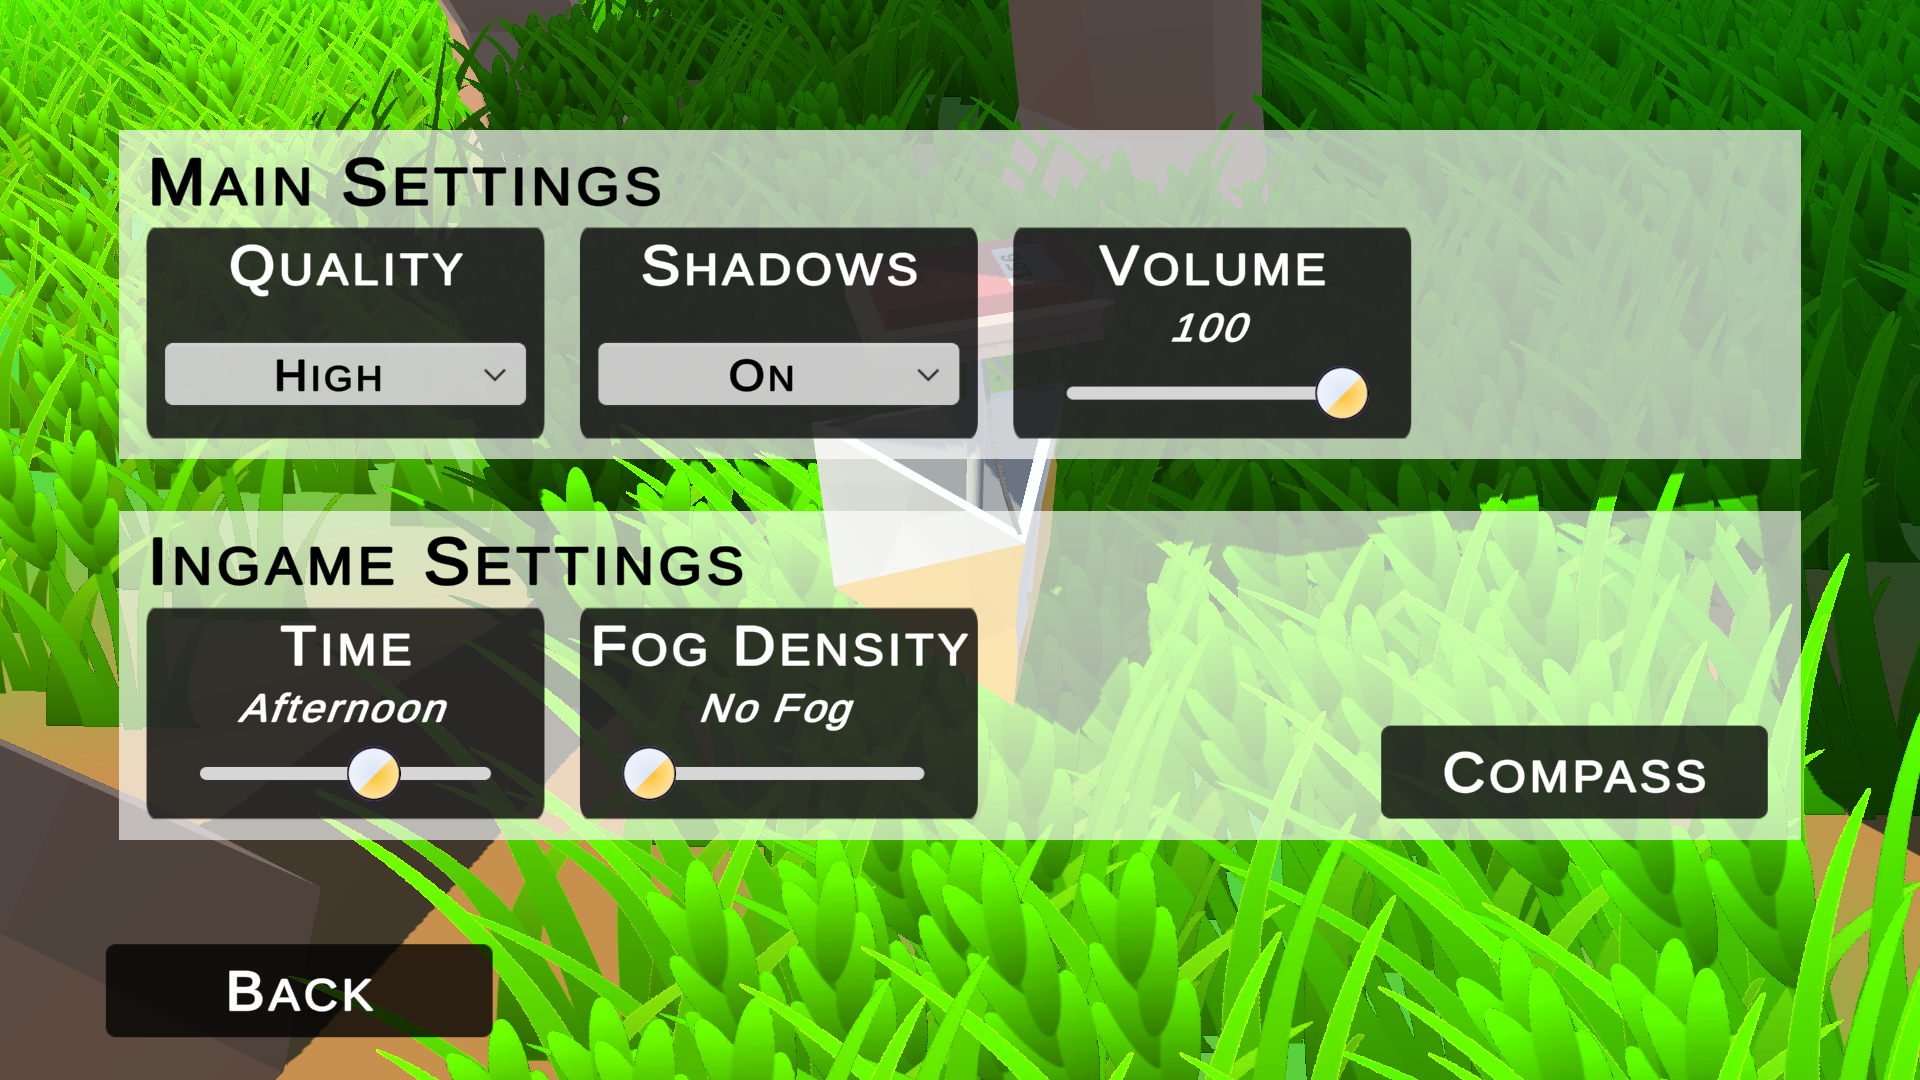 Main Settings
Quality
Shadows
Volume
100
High
On
Ingame Settings
Time
Fog Density
Afternoon
No Fog
Compass
Back